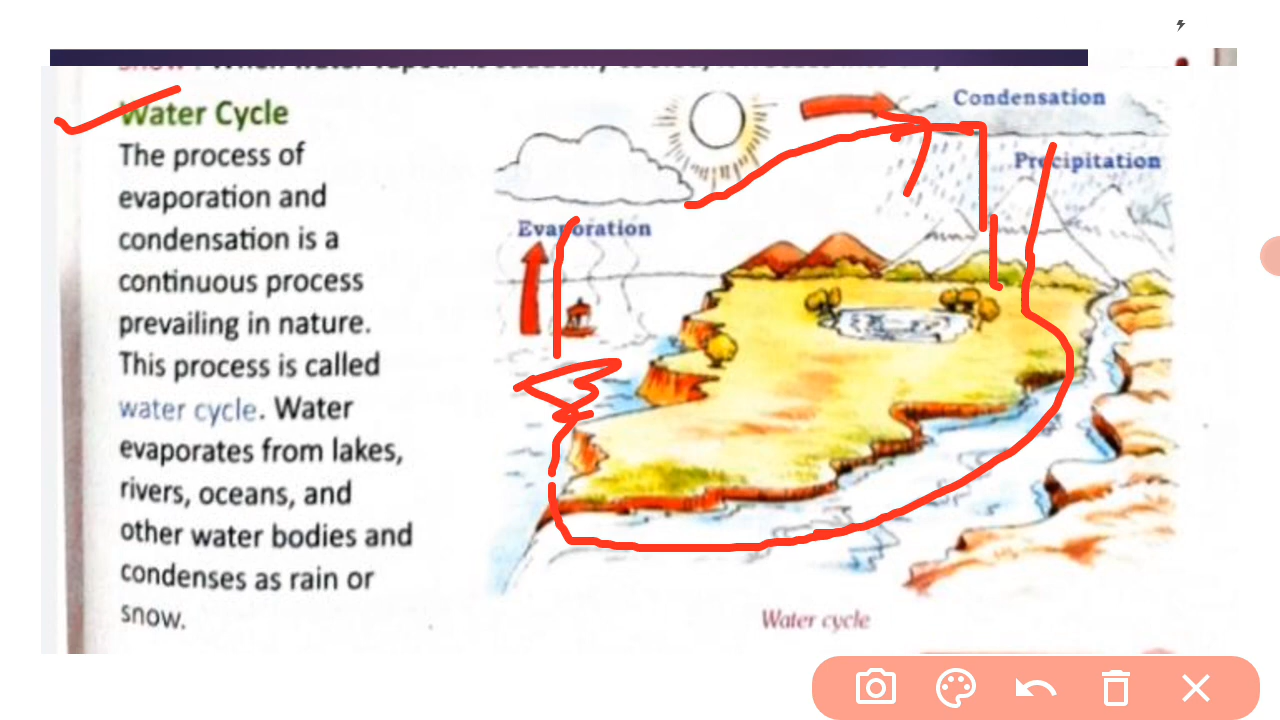 Water Cycle
The process of
evaporation and
condensation is a
continuous process
prevailing in nature.
This process is called
water cycle. Water
evaporates from lakes,
rivers, oceans, and
other water bodies and
condenses as rain or
snow.
Condensation
Precipitation
Evaporation
Water cycle